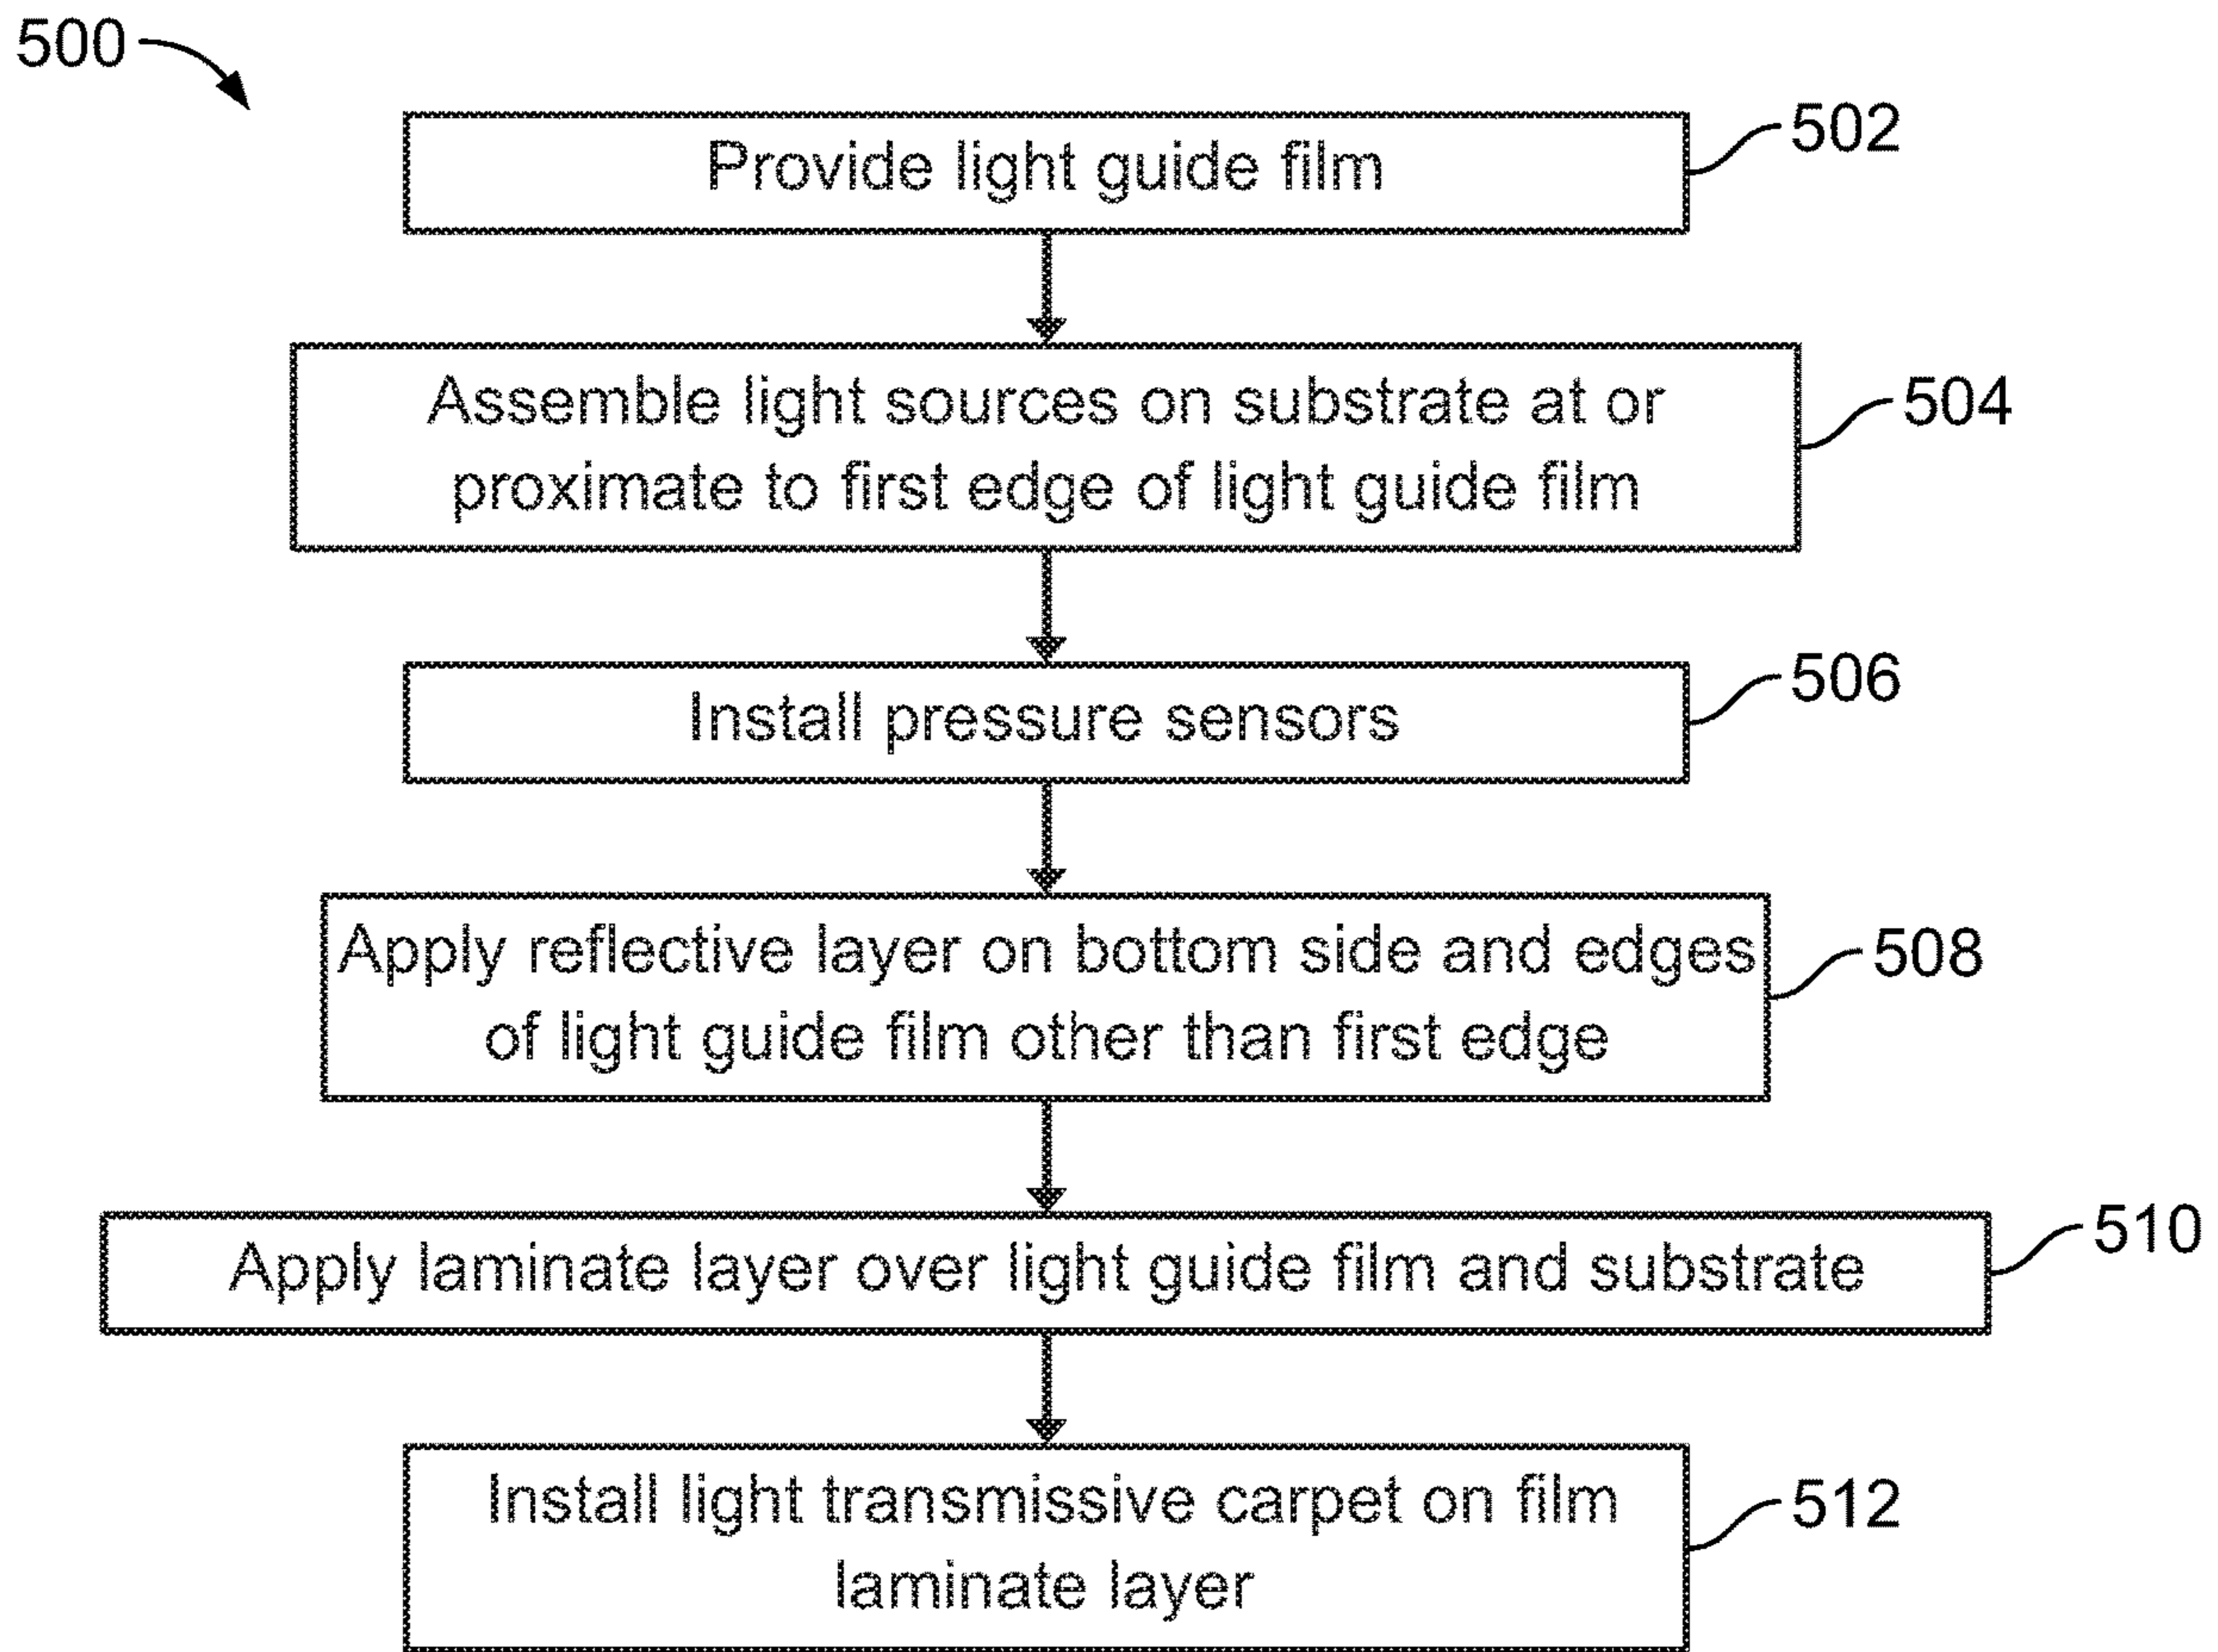 500
Provide light guide film
502
Assemble light sources on substrate at or
proximate to first edge of light guide film
504
Install pressure sensors
506
Apply reflective layer on bottom side and edges
of light guide film other than first edge
508
Apply laminate layer over light guide film and substrate
510
Install light transmissive carpet on film
laminate layer
512